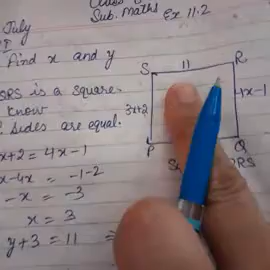 July
Sub. Maths
Ex 11.2
Find x and y
S 11 R
QRS is a square.
know
3x+2
4x-1
sides are equal.
P Q
x+2 = 4x-1
x-4x = -1-2
-x = -3
x = 3
y+3 = 11